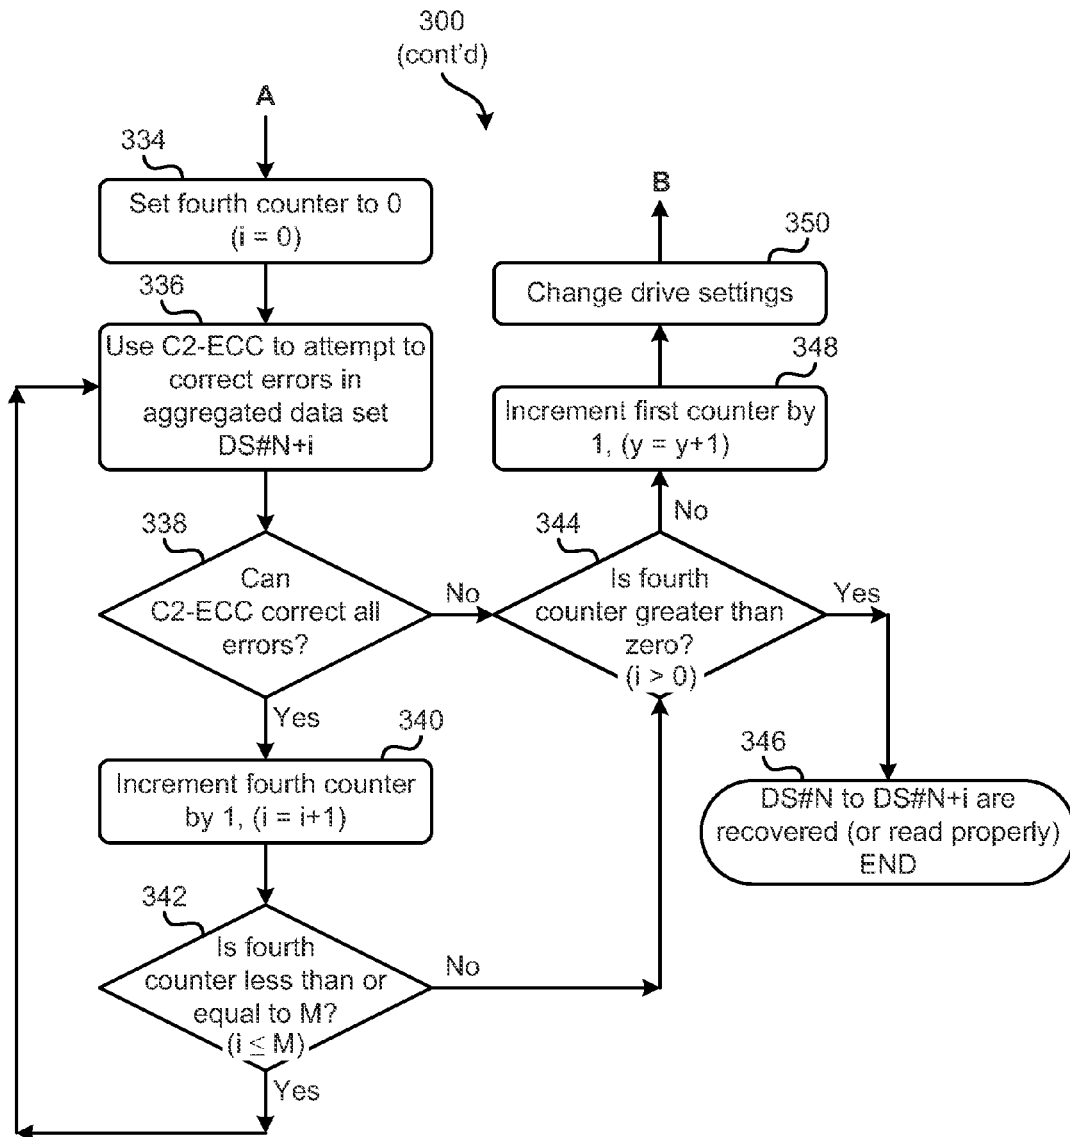 300
(cont'd)
A
334
Set fourth counter to 0
(i = 0)
336
Use C2-ECC to attempt to
correct errors in
aggregated data set
DS#N+i
338
Can
C2-ECC correct all
errors?
No
Yes
340
Increment fourth counter
by 1, (i = i+1)
342
Is fourth
counter less than or
equal to M?
(i ≤ M)
No
Yes
B
350
Change drive settings
348
Increment first counter by
1, (y = y+1)
No
344
Is fourth
counter greater than
zero?
(i > 0)
Yes
346
DS#N to DS#N+i are
recovered (or read properly)
END